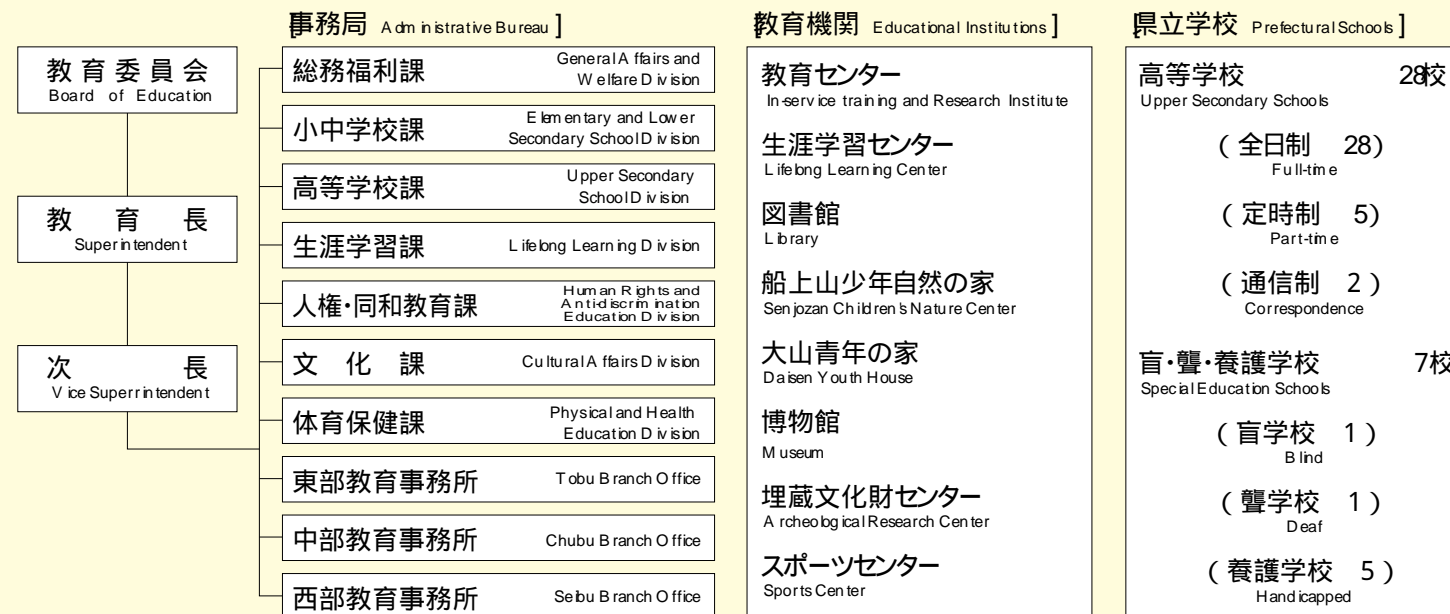 [事務局 Administrative Bureau]
教育委員会
Board of Education
教育長
Superintendent
次長
Vice Superrintendent
総務福利課 General Affairs and
Welfare Division
小中学校課 Elementary and Lower
Secondary School Division
高等学校課 Upper Secondary
School Division
生涯学習課 Lifelong Learning Division
人権・同和教育課 Human Rights and
Antidiscrimination
Education Division
文化課 Cultural Affairs Division
体育保健課 Physical and Health
Education Division
東部教育事務所 Tobu Branch Office
中部教育事務所 Chubu Branch Office
西部教育事務所 Seibu Branch Office
[教育機関 Educational Institutions]
教育センター
In-service training and Research Institute
生涯学習センター
Lifelong Learning Center
図書館
Library
船上山少年自然の家
Senjozan Children's Nature Center
大山青年の家
Daisen Youth House
博物館
Museum
埋蔵文化財センター
Archeological Research Center
スポーツセンター
Sports Center
[県立学校 Prefectural Schools]
高等学校 28校
Upper Secondary Schools
(全日制 28)
Full-time
(定時制 5)
Part-time
(通信制 2)
Correspondence
盲・聾・養護学校 7校
Special Education Schools
(盲学校 1)
Blind
(聾学校 1)
Deaf
(養護学校 5)
Handicapped